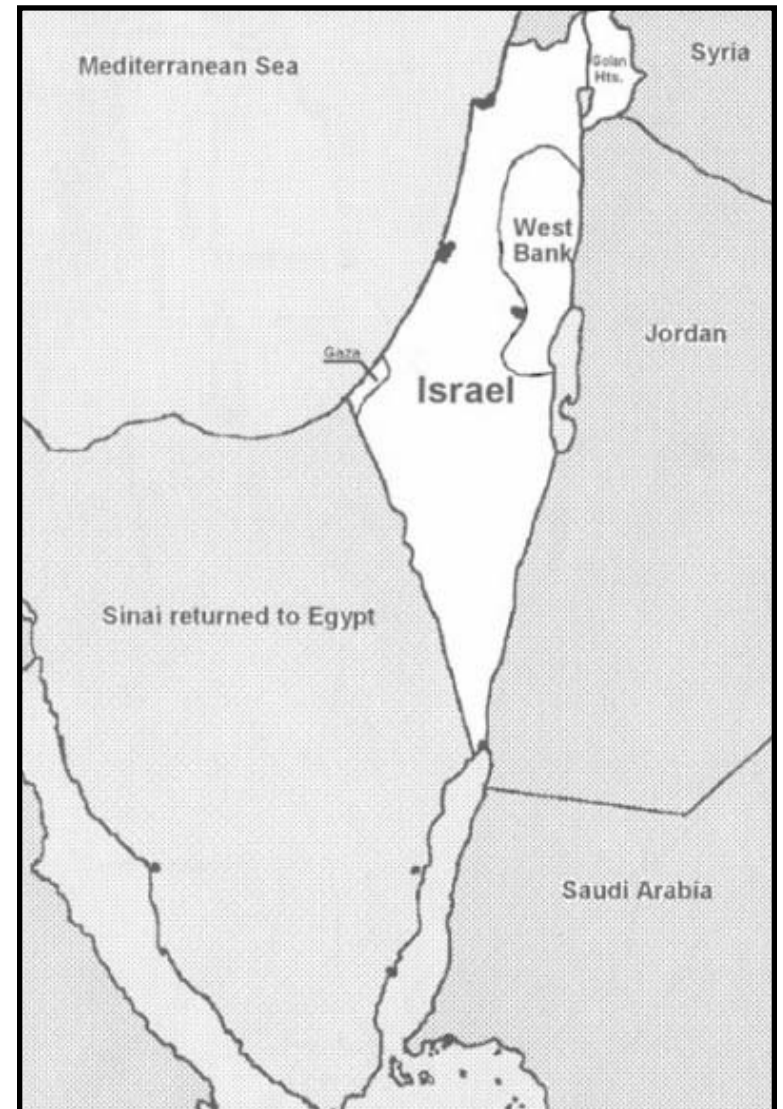 Mediterranean Sea
Syria
Golan
Hts.
West
Bank
Jordan
Gaza
Israel
Sinai returned to Egypt
Saudi Arabia